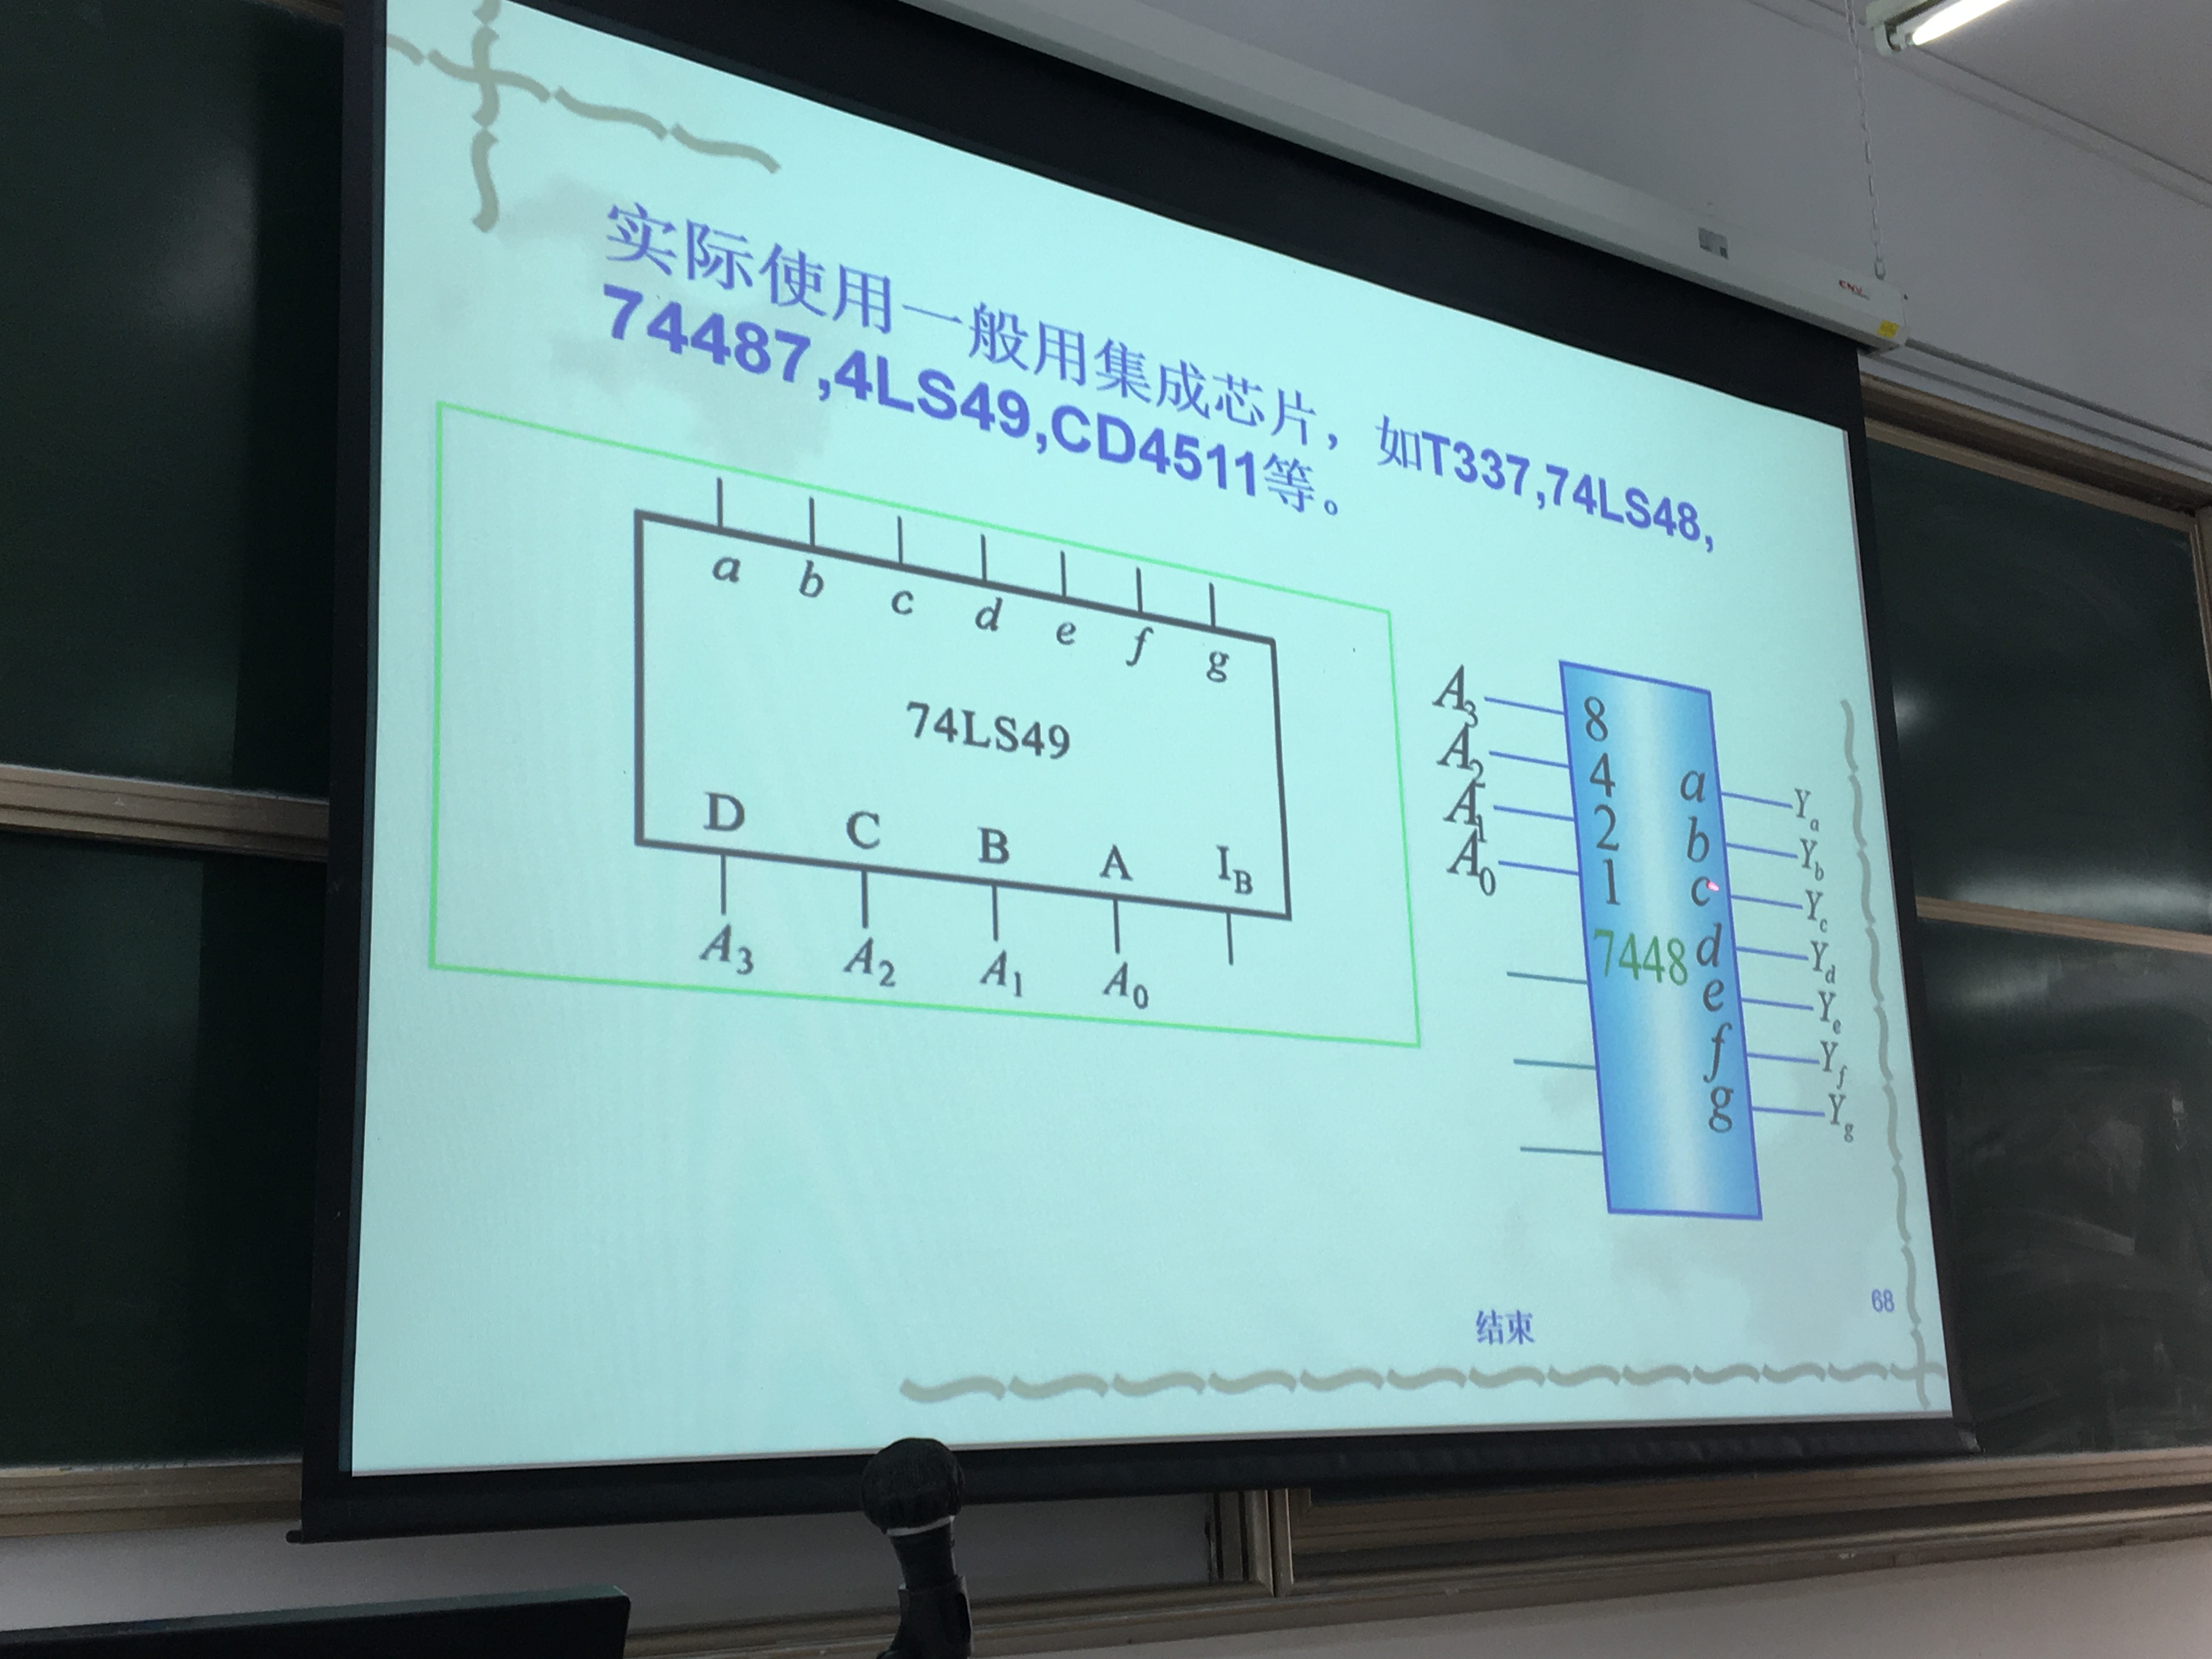 实际使用一般用集成芯片，如T337,74LS48,
74487,4LS49,CD4511等。
a b c d e f g
74LS49
D C B A I_B
A_3 A_2 A_1 A_0
A_3 8
A_2 4
A_1 2
A_0 1
7448
a Y_a
b Y_b
c Y_c
d Y_d
e Y_e
f Y_f
g Y_g
结束
68